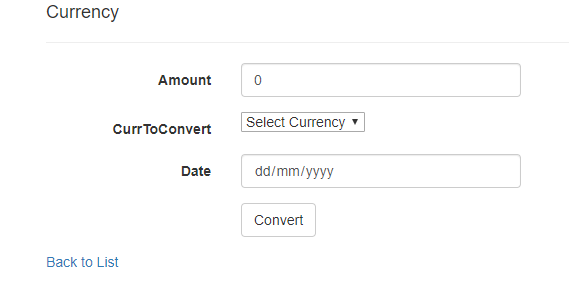 Currency
Amount 0
CurrToConvert Select Currency
Date dd/mm/yyyy
Convert
Back to List